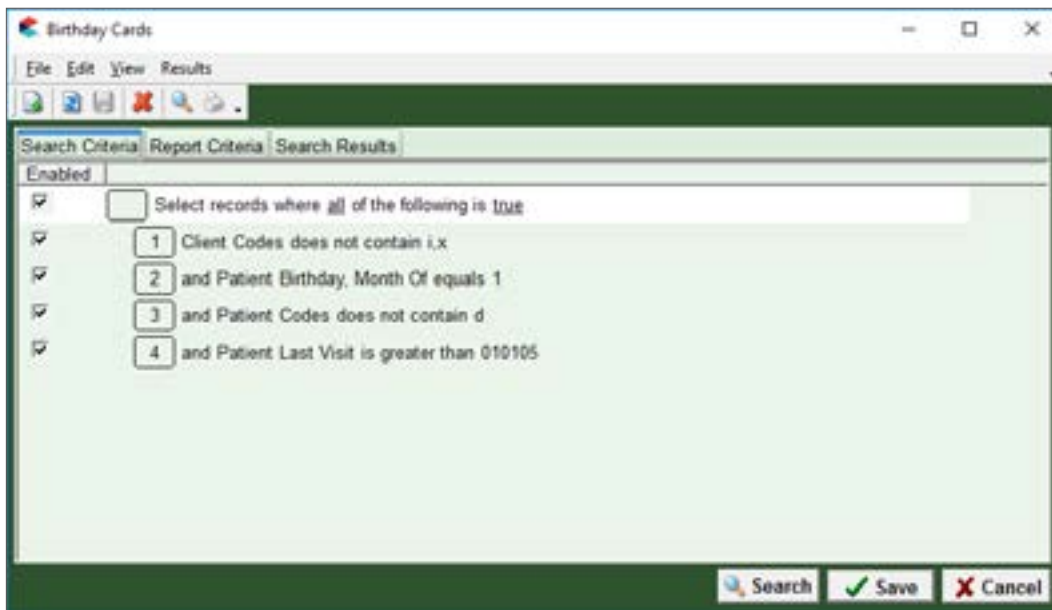 Birthday Cards
File Edit View Results
Search Criteria Report Criteria Search Results
Enabled
Select records where all of the following is true
1 Client Codes does not contain i,x
2 and Patient Birthday, Month Of equals 1
3 and Patient Codes does not contain d
4 and Patient Last Visit is greater than 010105
Search Save Cancel